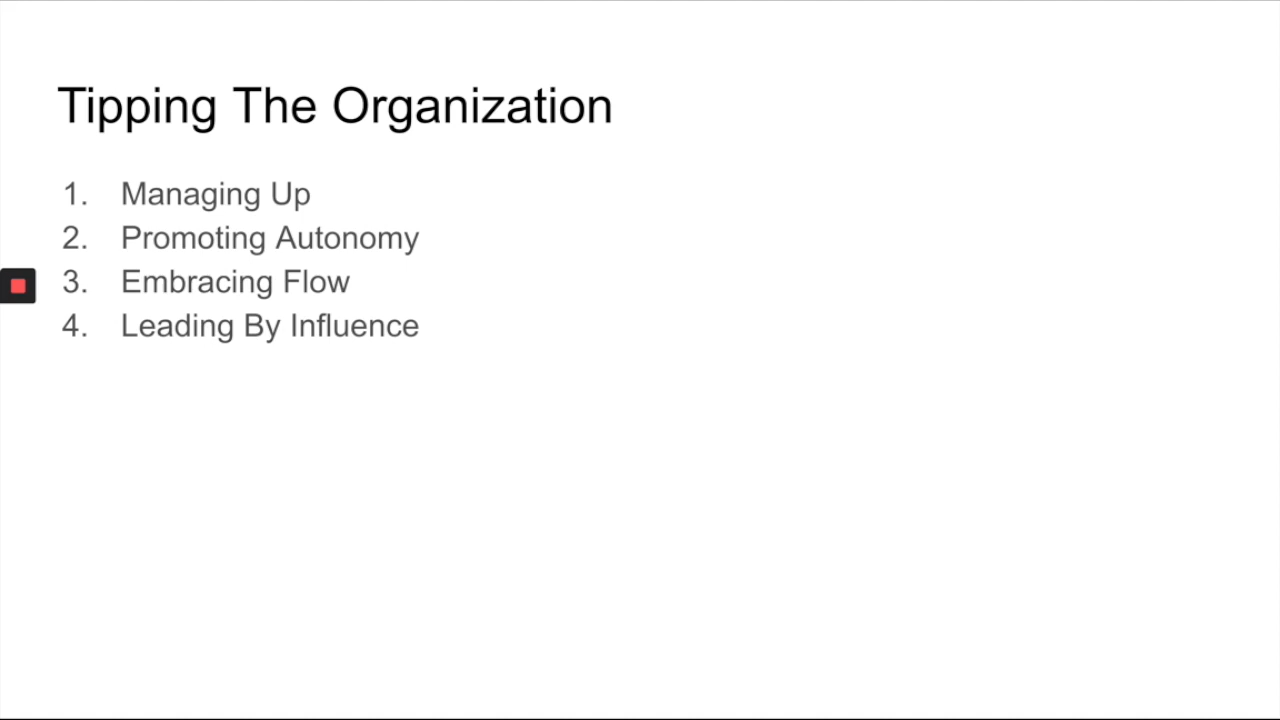 Tipping The Organization
1. Managing Up
2. Promoting Autonomy
3. Embracing Flow
4. Leading By Influence